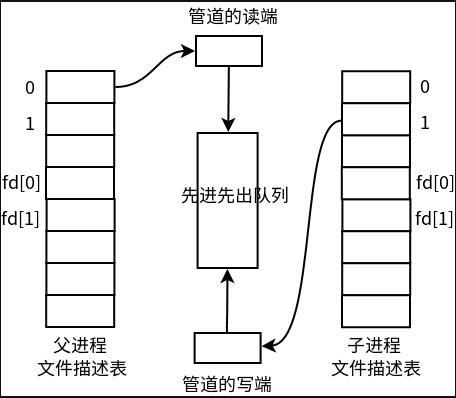 管道的读端
0
0
1
1
fd[0]
fd[0]
先进先出队列
fd[1]
fd[1]
父进程
文件描述表
子进程
文件描述表
管道的写端